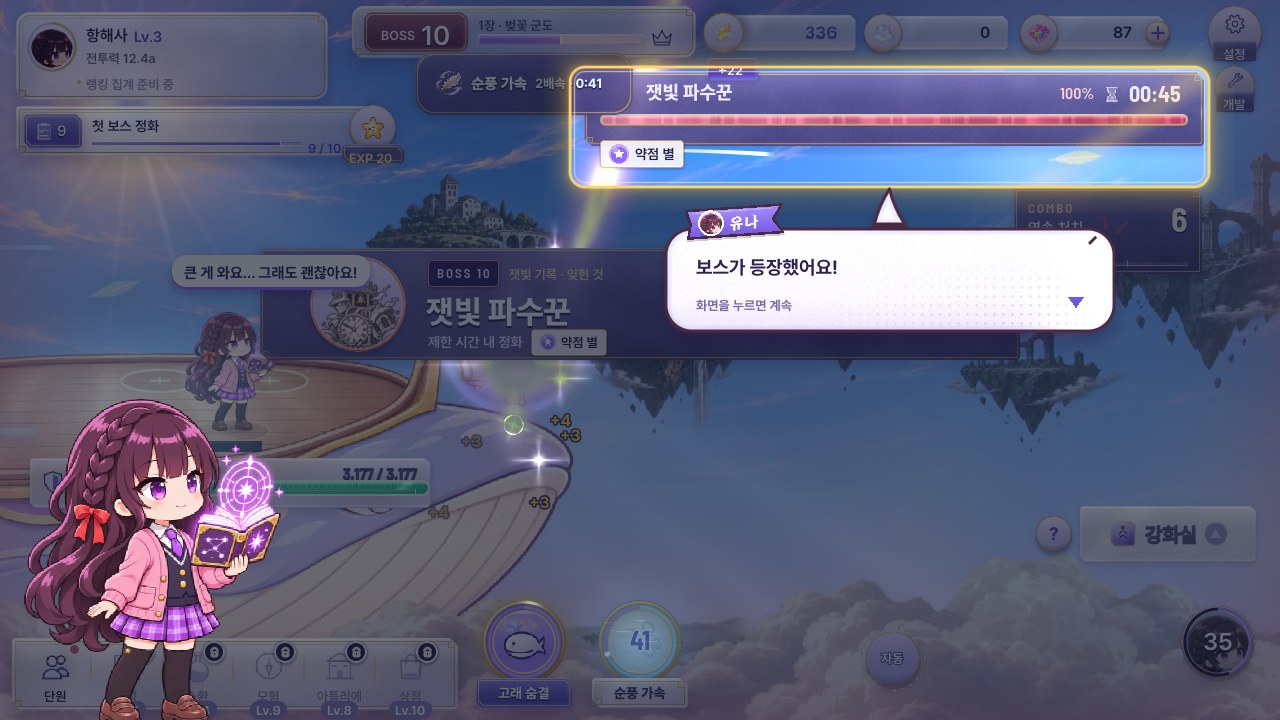 항해사 Lv.3
전투력 12.4a
* 랭킹 집계 준비 중
BOSS 10
1장 · 벚꽃 군도
336
0
87
설정
개발
9
첫 보스 정화
9 / 10
EXP 20
순풍 가속 2배속 0:41
+22
잿빛 파수꾼
100%
00:45
약점 별
COMBO
연속 처치
6
유나
보스가 등장했어요!
화면을 누르면 계속
큰 게 와요... 그래도 괜찮아요!
BOSS 10
잿빛 기록 · 잊힌 것
잿빛 파수꾼
제한 시간 내 정화
약점 별
+4
+3
+3
3,177 / 3,177
+3
+4
?
강화실
단원
모험
Lv.9
아틀리에
Lv.8
상점
Lv.10
고래 숨결
41
순풍 가속
자동
35